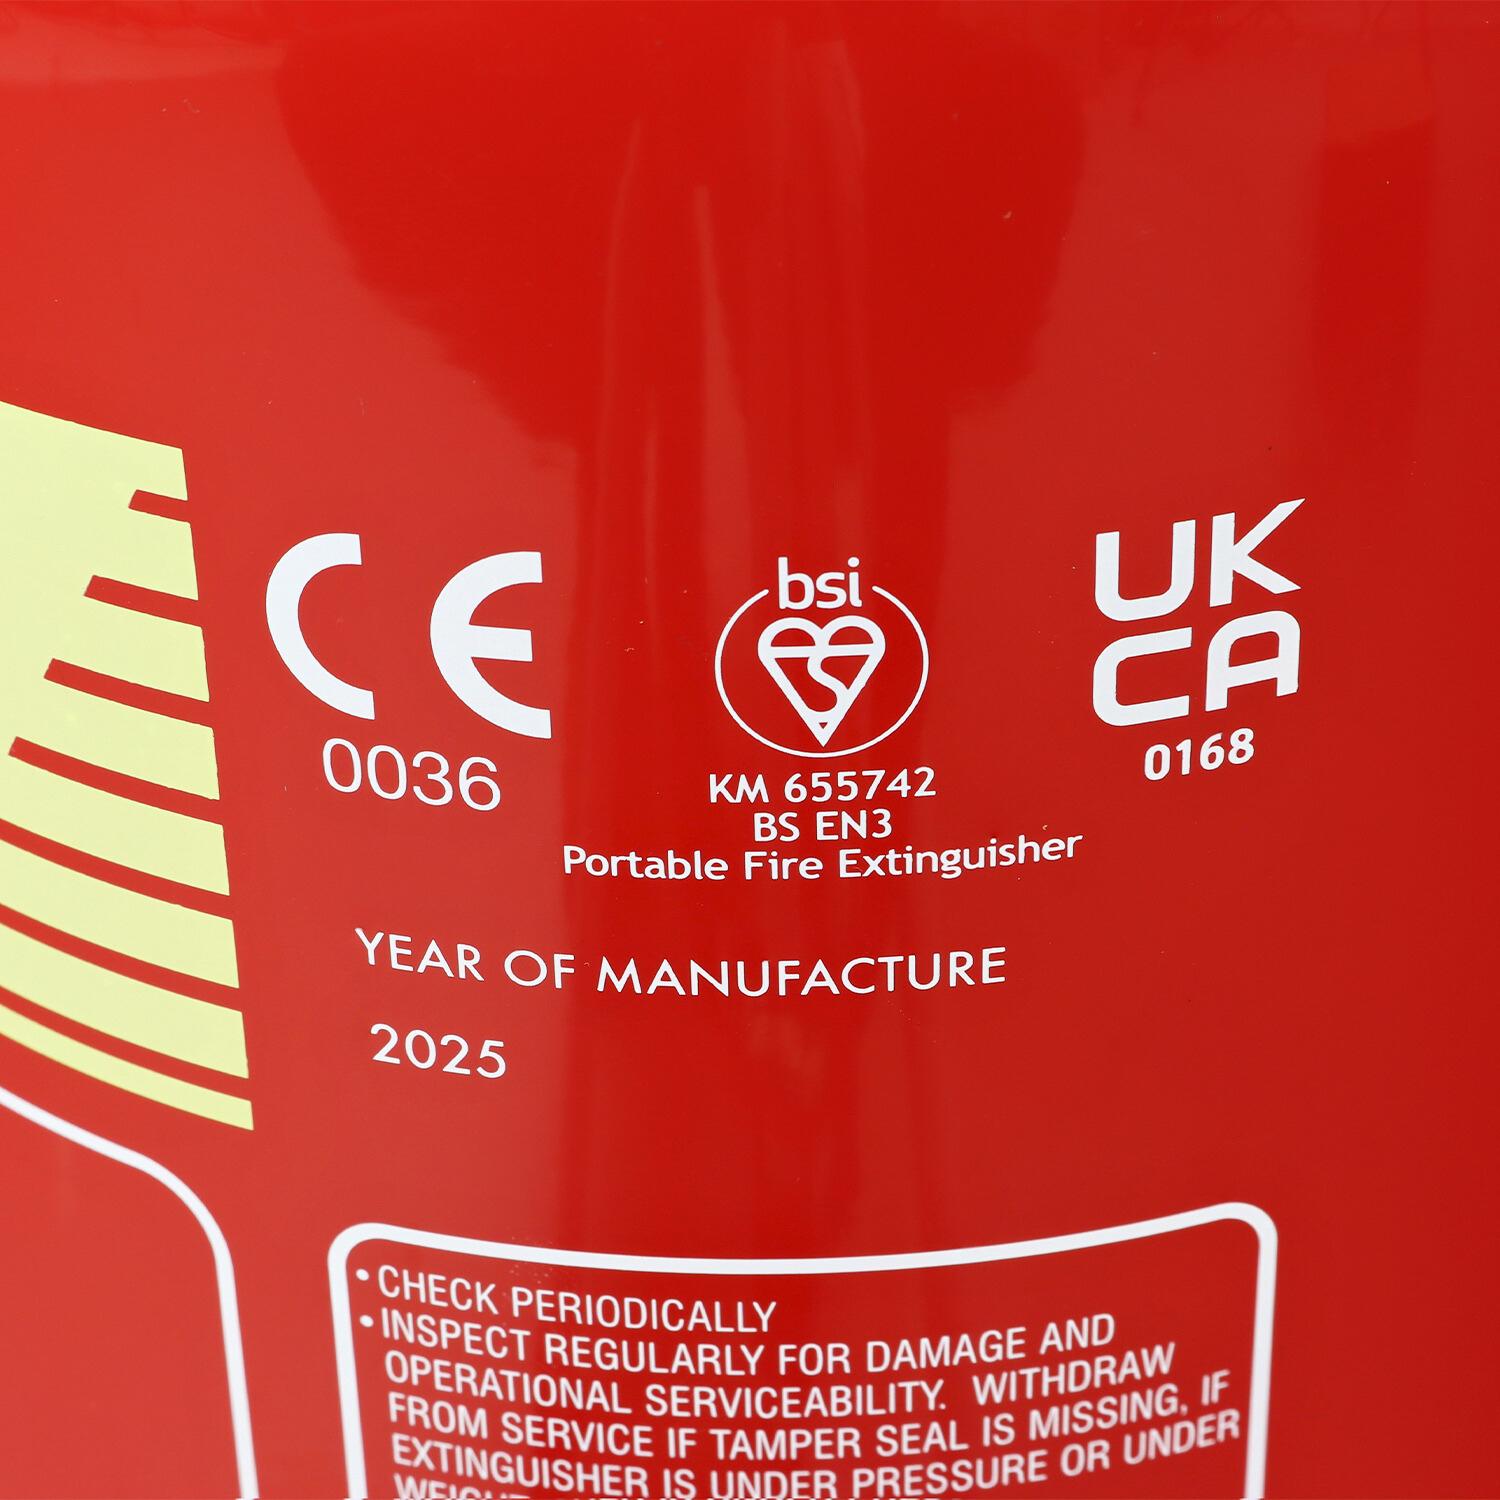 CE
0036
bsi
KM 655742
BS EN3
Portable Fire Extinguisher
UK
CA
0168
YEAR OF MANUFACTURE
2025
• CHECK PERIODICALLY
• INSPECT REGULARLY FOR DAMAGE AND
OPERATIONAL SERVICEABILITY. WITHDRAW
FROM SERVICE IF TAMPER SEAL IS MISSING, IF
EXTINGUISHER IS UNDER PRESSURE OR UNDER